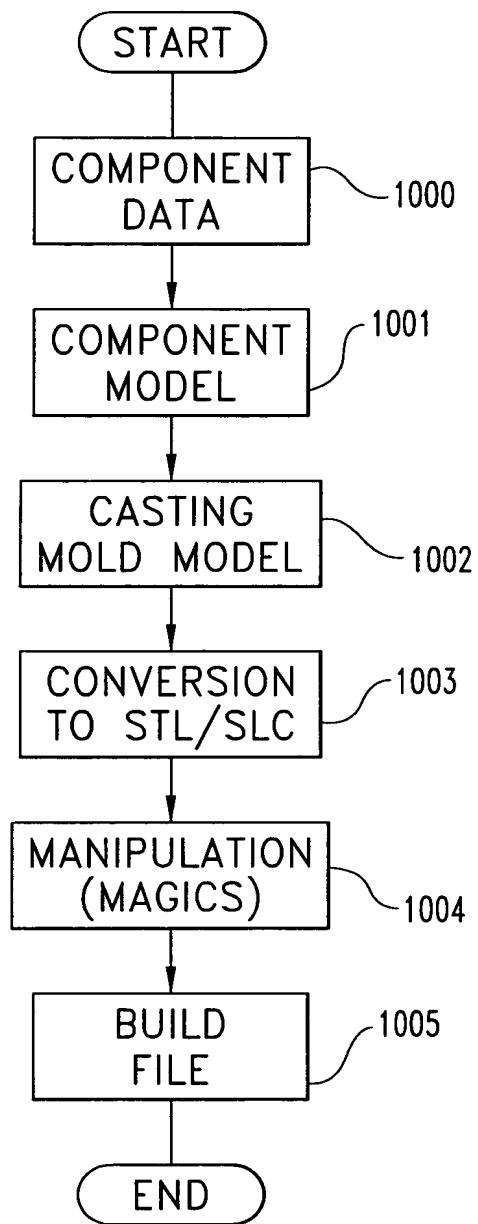 START
COMPONENT
DATA
1000
COMPONENT
MODEL
1001
CASTING
MOLD MODEL
1002
CONVERSION
TO STL/SLC
1003
MANIPULATION
(MAGICS)
1004
BUILD
FILE
1005
END